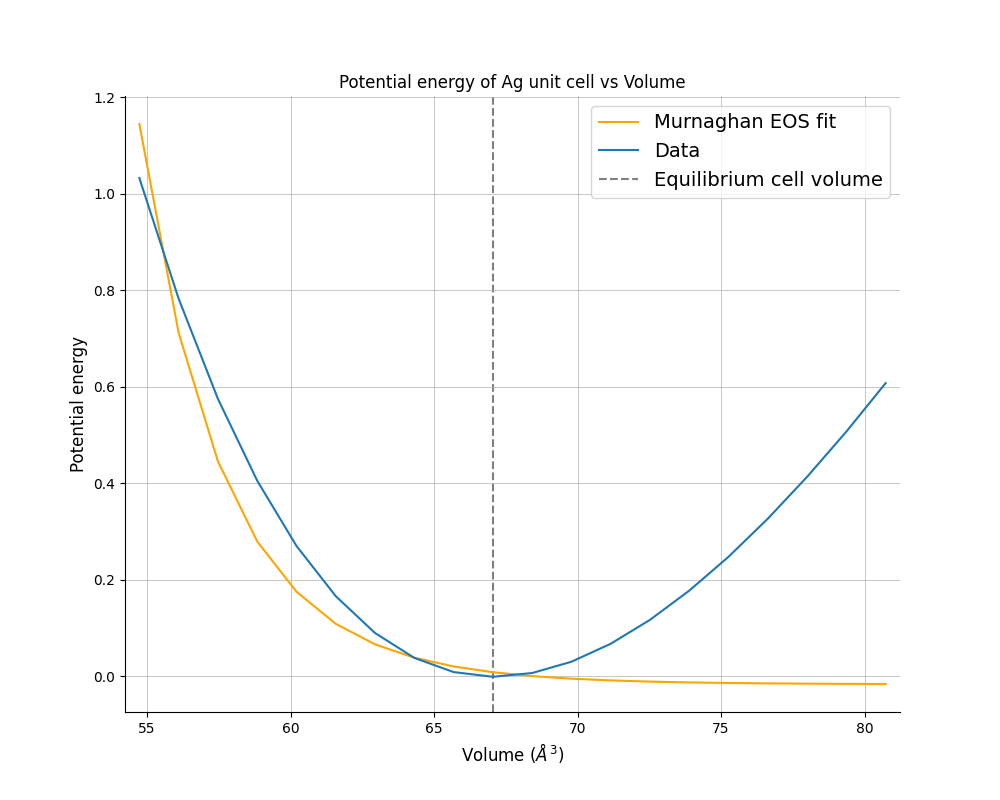 Potential energy of Ag unit cell vs Volume
1.2
1.0
0.8
0.6
0.4
0.2
0.0
Potential energy
Murnaghan EOS fit
Data
Equilibrium cell volume
55 60 65 70 75 80
Volume (Å³)